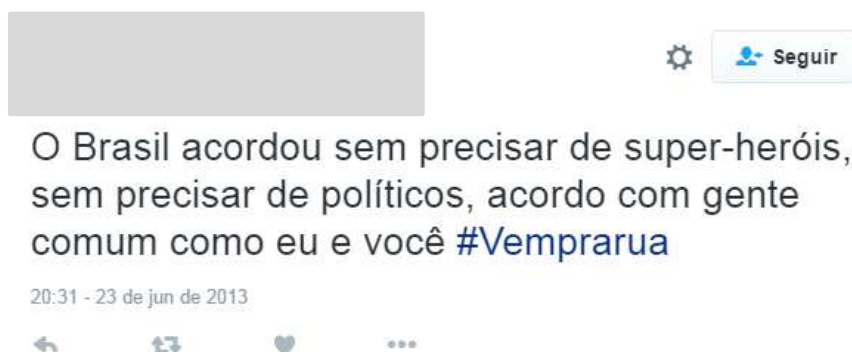 Seguir
O Brasil acordou sem precisar de super-heróis,
sem precisar de políticos, acordo com gente
comum como eu e você #Vemprarua
20:31 - 23 de jun de 2013